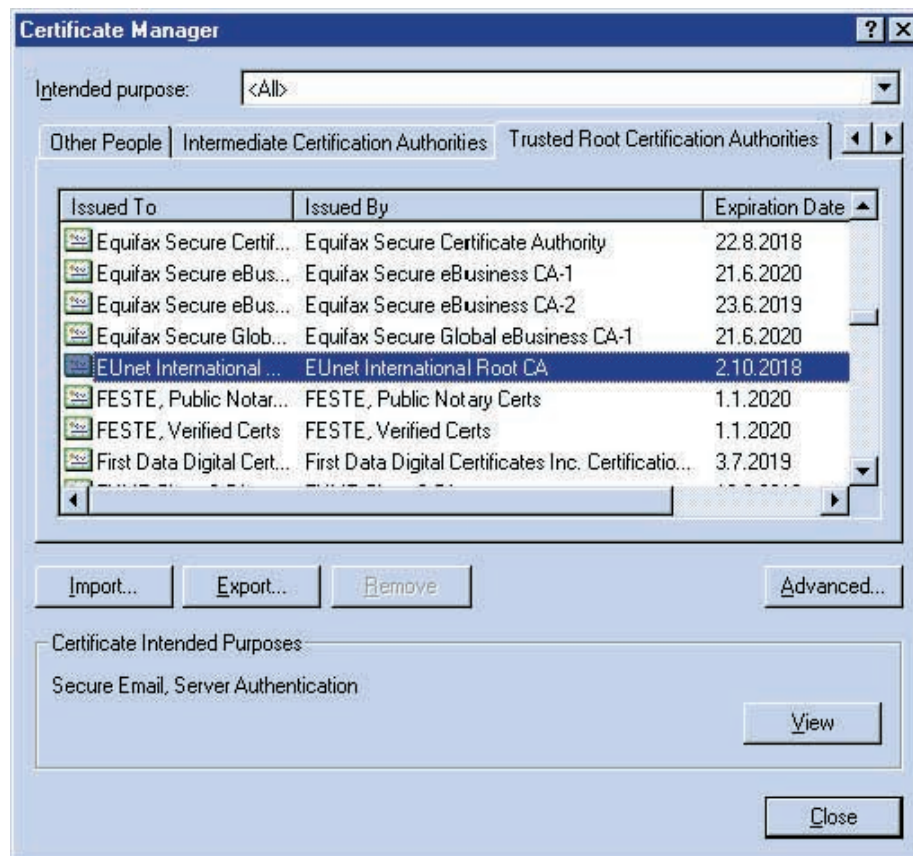 Certificate Manager
Intended purpose: <All>
Other People Intermediate Certification Authorities Trusted Root Certification Authorities
Issued To Issued By Expiration Date
Equifax Secure Certif... Equifax Secure Certificate Authority 22.8.2018
Equifax Secure eBus... Equifax Secure eBusiness CA-1 21.6.2020
Equifax Secure eBus... Equifax Secure eBusiness CA-2 23.6.2019
Equifax Secure Glob... Equifax Secure Global eBusiness CA-1 21.6.2020
EUnet International ... EUnet International Root CA 2.10.2018
FESTE, Public Notar... FESTE, Public Notary Certs 1.1.2020
FESTE, Verified Certs FESTE, Verified Certs 1.1.2020
First Data Digital Cert... First Data Digital Certificates Inc. Certificatio... 3.7.2019
Import... Export... Remove Advanced...
Certificate Intended Purposes
Secure Email, Server Authentication
View
Close